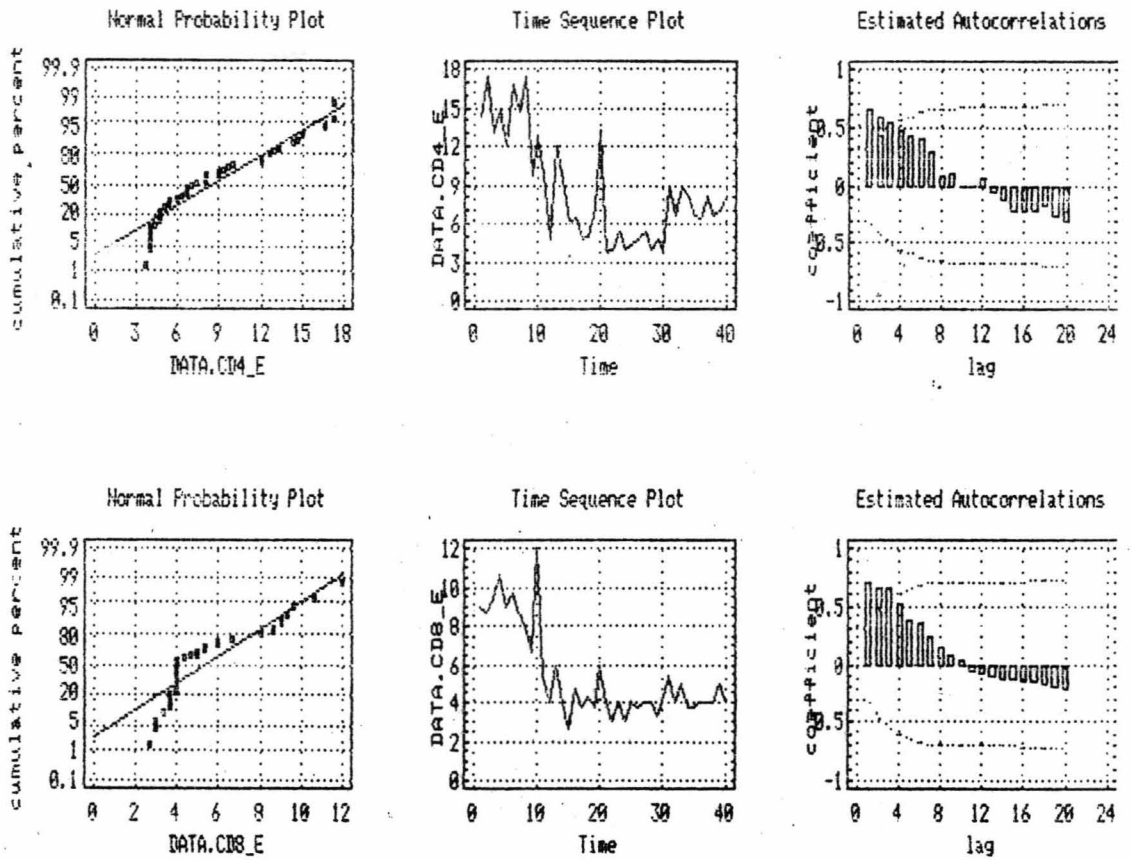 Normal Probability Plot
cumulative percent
99.9
99
95
80
50
20
5
1
0.1
0 3 6 9 12 15 18
DATA.CD4_E
Time Sequence Plot
DATA.CD4_E
18
15
12
9
6
3
0
0 10 20 30 40
Time
Estimated Autocorrelations
coefficient
1
0.5
0
-0.5
-1
0 4 8 12 16 20 24
lag
Normal Probability Plot
cumulative percent
99.9
99
95
80
50
20
5
1
0.1
0 2 4 6 8 10 12
DATA.CD8_E
Time Sequence Plot
DATA.CD8_E
12
10
8
6
4
2
0
0 10 20 30 40
Time
Estimated Autocorrelations
coefficient
1
0.5
0
-0.5
-1
0 4 8 12 16 20 24
lag